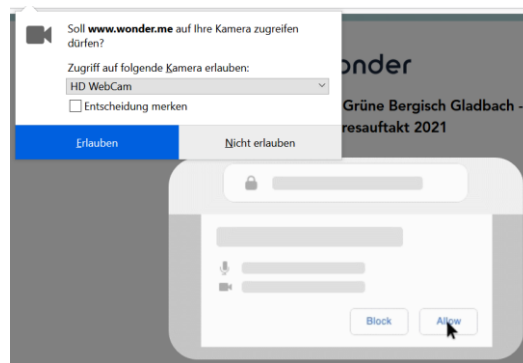 Soll www.wonder.me auf Ihre Kamera zugreifen
dürfen?
Zugriff auf folgende Kamera erlauben:
HD WebCam
Entscheidung merken
Erlauben
Nicht erlauben
onder
Grüne Bergisch Gladbach -
resauftakt 2021
Block
Allow